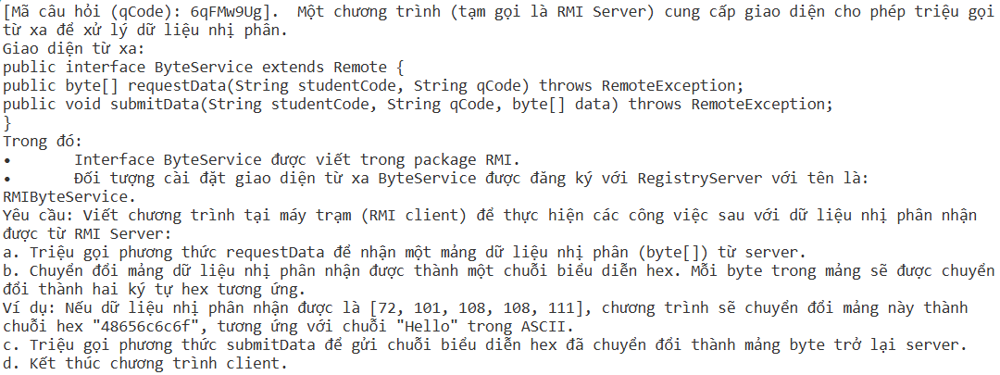 [Mã câu hỏi (qCode): 6qFMw9Ug].  Một chương trình (tạm gọi là RMI Server) cung cấp giao diện cho phép triệu gọi
từ xa để xử lý dữ liệu nhị phân.
Giao diện từ xa:
public interface ByteService extends Remote {
public byte[] requestData(String studentCode, String qCode) throws RemoteException;
public void submitData(String studentCode, String qCode, byte[] data) throws RemoteException;
}
Trong đó:
•	Interface ByteService được viết trong package RMI.
•	Đối tượng cài đặt giao diện từ xa ByteService được đăng ký với RegistryServer với tên là:
RMIByteService.
Yêu cầu: Viết chương trình tại máy trạm (RMI client) để thực hiện các công việc sau với dữ liệu nhị phân nhận
được từ RMI Server:
a. Triệu gọi phương thức requestData để nhận một mảng dữ liệu nhị phân (byte[]) từ server.
b. Chuyển đổi mảng dữ liệu nhị phân nhận được thành một chuỗi biểu diễn hex. Mỗi byte trong mảng sẽ được chuyển
đổi thành hai ký tự hex tương ứng.
Ví dụ: Nếu dữ liệu nhị phân nhận được là [72, 101, 108, 108, 111], chương trình sẽ chuyển đổi mảng này thành
chuỗi hex "48656c6c6f", tương ứng với chuỗi "Hello" trong ASCII.
c. Triệu gọi phương thức submitData để gửi chuỗi biểu diễn hex đã chuyển đổi thành mảng byte trở lại server.
d. Kết thúc chương trình client.